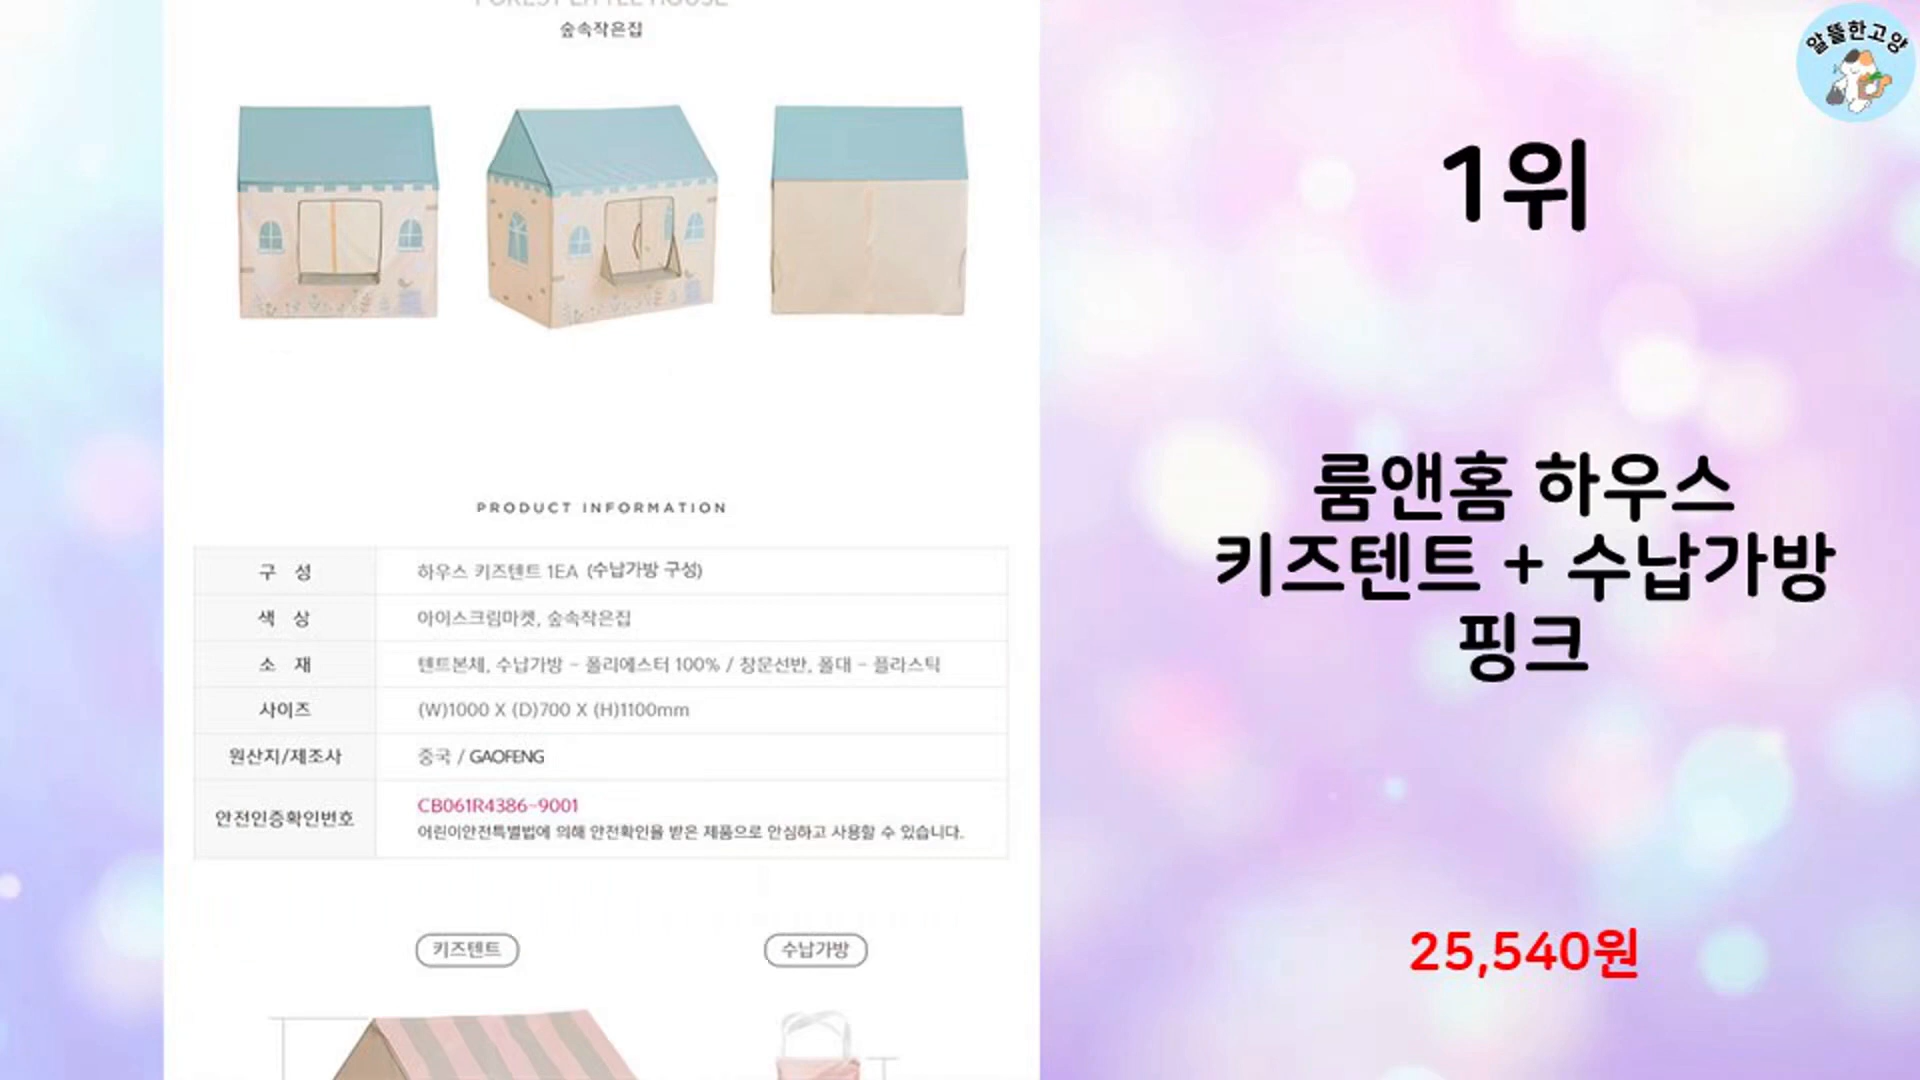 FOREST LITTLE HOUSE
숲속작은집
PRODUCT INFORMATION
구 성 하우스 키즈텐트 1EA (수납가방 구성)
색 상 아이스크림마켓, 숲속작은집
소 재 텐트본체, 수납가방 - 폴리에스터 100% / 창문선반, 폴대 - 플라스틱
사이즈 (W)1000 X (D)700 X (H)1100mm
원산지/제조사 중국 / GAOFENG
안전인증확인번호 CB061R4386-9001
어린이안전특별법에 의해 안전확인을 받은 제품으로 안심하고 사용할 수 있습니다.
키즈텐트
수납가방
알뜰한고양
1위
룸앤홈 하우스
키즈텐트 + 수납가방
핑크
25,540원